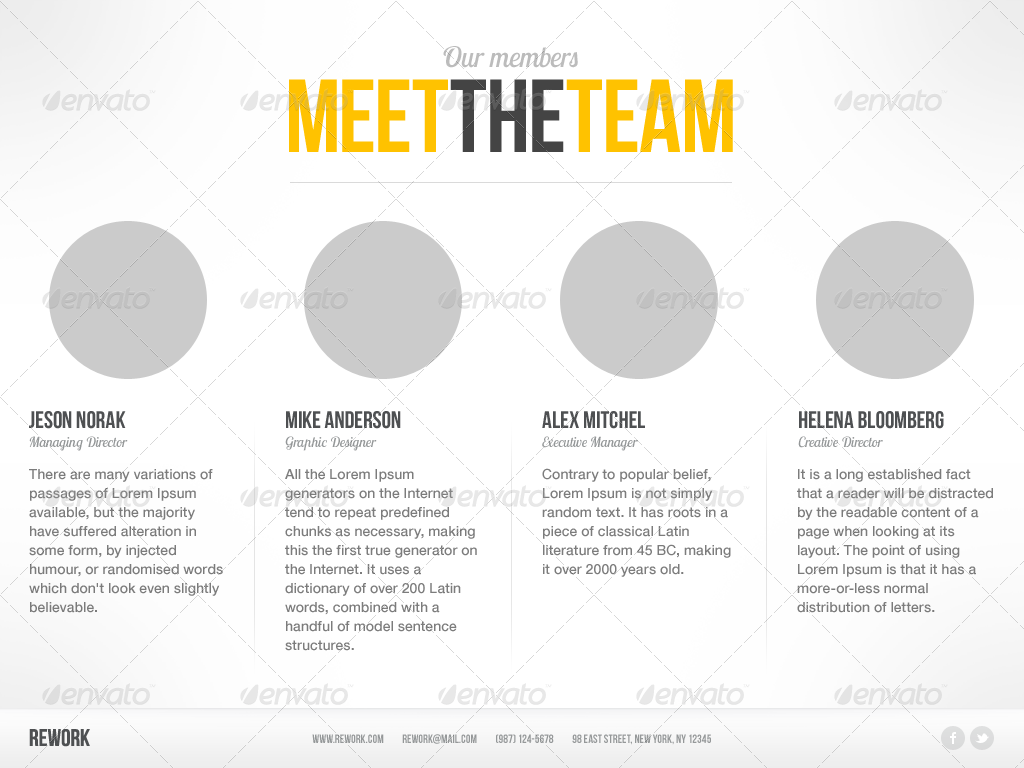 Our members
MEETTHETEAM
JESON NORAK
Managing Director
There are many variations of
passages of Lorem Ipsum
available, but the majority
have suffered alteration in
some form, by injected
humour, or randomised words
which don't look even slightly
believable.
MIKE ANDERSON
Graphic Designer
All the Lorem Ipsum
generators on the Internet
tend to repeat predefined
chunks as necessary, making
this the first true generator on
the Internet. It uses a
dictionary of over 200 Latin
words, combined with a
handful of model sentence
structures.
ALEX MITCHEL
Executive Manager
Contrary to popular belief,
Lorem Ipsum is not simply
random text. It has roots in a
piece of classical Latin
literature from 45 BC, making
it over 2000 years old.
HELENA BLOOMBERG
Creative Director
It is a long established fact
that a reader will be distracted
by the readable content of a
page when looking at its
layout. The point of using
Lorem Ipsum is that it has a
more-or-less normal
distribution of letters.
REWORK
WWW.REWORK.COM REWORK@MAIL.COM (987) 124-5678 98 EAST STREET, NEW YORK, NY 12345
envato envato envato envato envato
envato envato envato envato envato
envato envato envato envato envato
envato envato envato envato envato